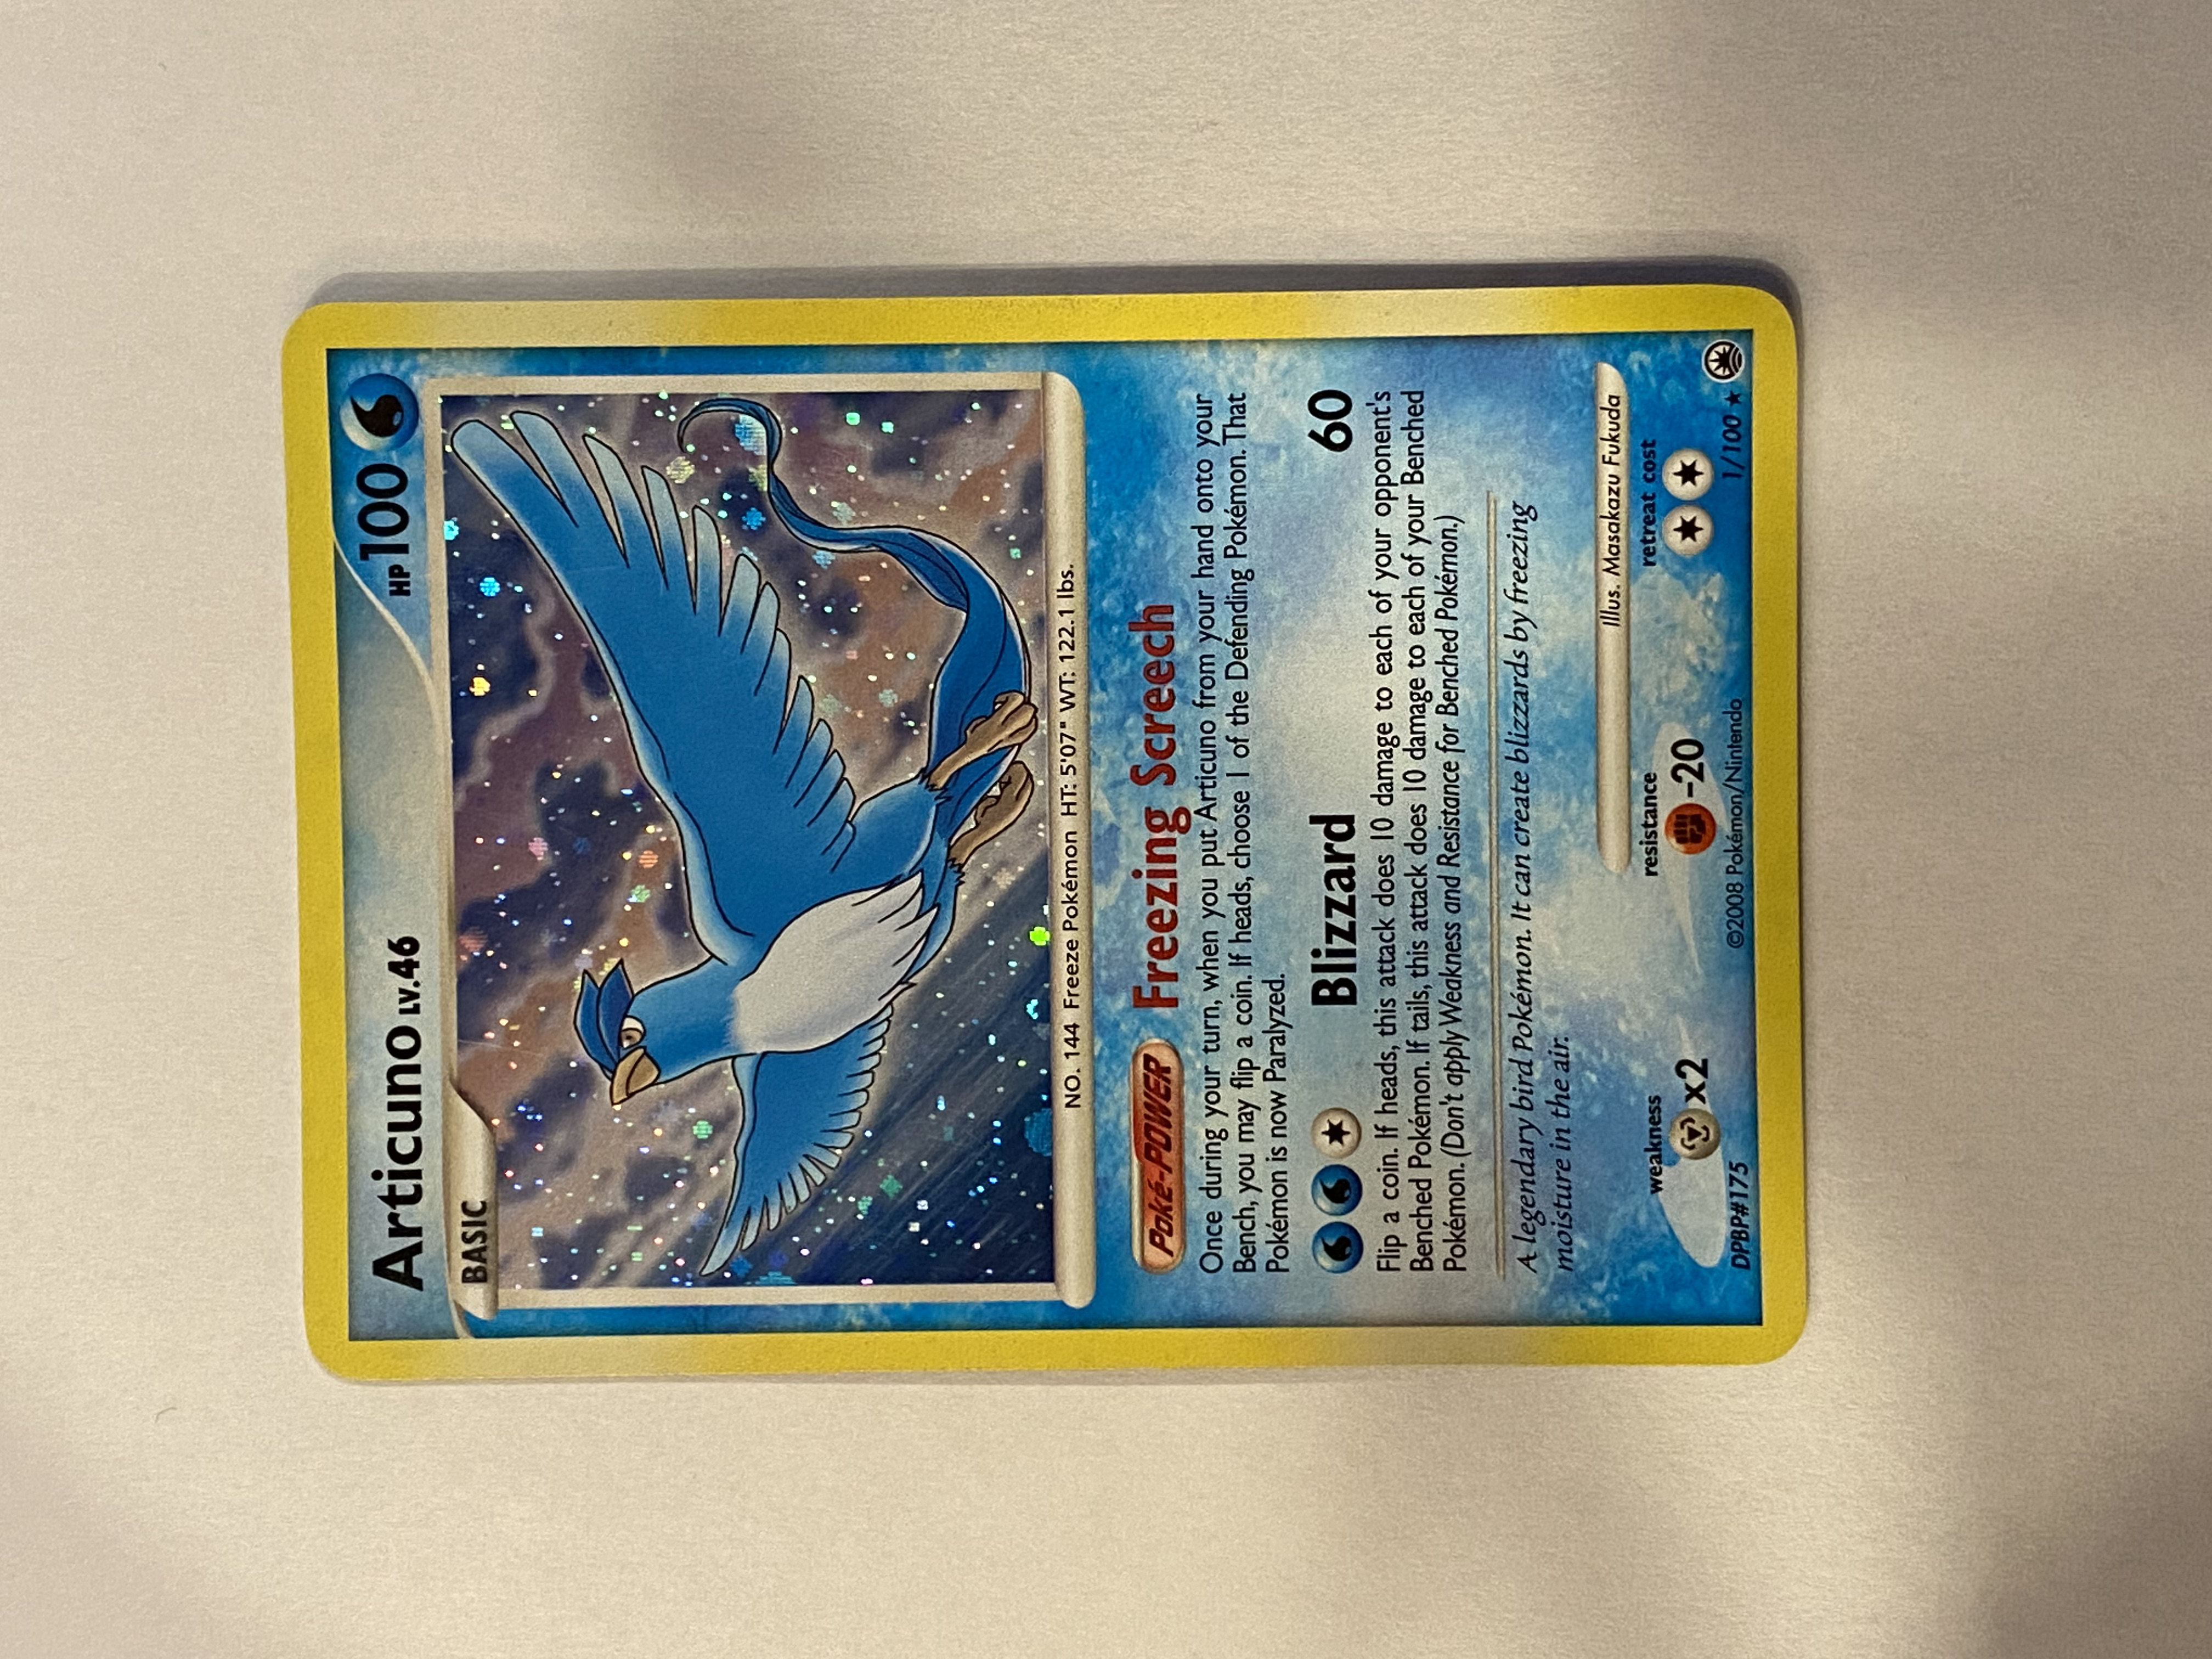 Articuno LV.46 HP 100
BASIC
NO. 144 Freeze Pokémon HT: 5'07" WT: 122.1 lbs.
Poké-POWER Freezing Screech
Once during your turn, when you put Articuno from your hand onto your
Bench, you may flip a coin. If heads, choose 1 of the Defending Pokémon. That
Pokémon is now Paralyzed.
Blizzard 60
Flip a coin. If heads, this attack does 10 damage to each of your opponent's
Benched Pokémon. If tails, this attack does 10 damage to each of your Benched
Pokémon. (Don't apply Weakness and Resistance for Benched Pokémon.)
A legendary bird Pokémon. It can create blizzards by freezing
moisture in the air.
Illus. Masakazu Fukuda
weakness resistance retreat cost
x2 -20
DPBP#175 ©2008 Pokémon/Nintendo 1/100 ★